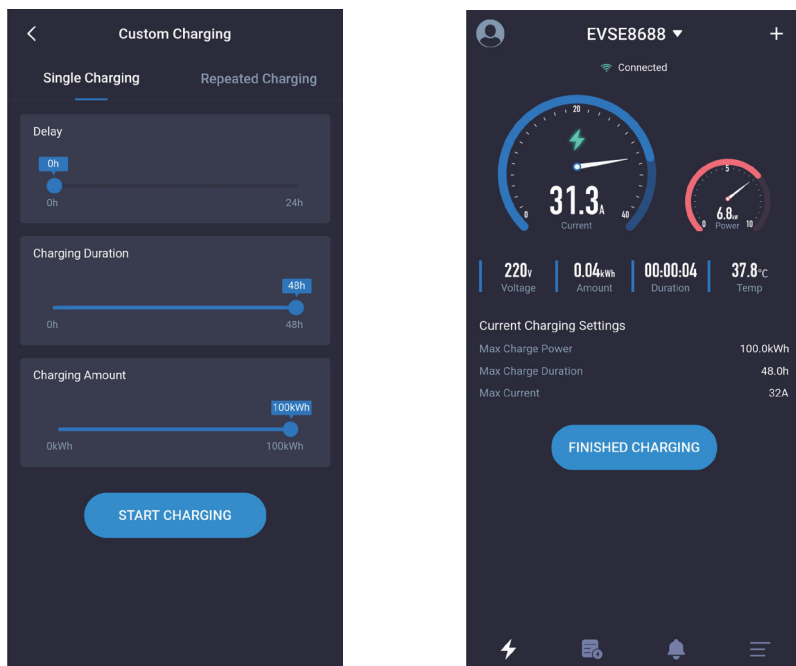 Custom Charging
Single Charging
Repeated Charging
Delay
0h
0h
24h
Charging Duration
48h
0h
48h
Charging Amount
100kWh
0kWh
100kWh
START CHARGING
EVSE8688
Connected
20
0
40
31.3A
Current
5
0
10
6.8kW
Power
220V
Voltage
0.04kWh
Amount
00:00:04
Duration
37.8°C
Temp
Current Charging Settings
Max Charge Power 100.0kWh
Max Charge Duration 48.0h
Max Current 32A
FINISHED CHARGING